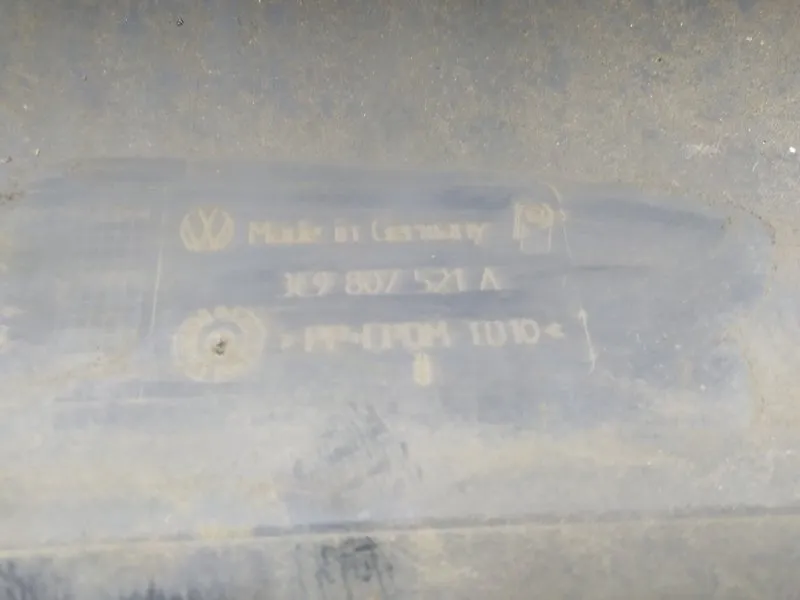 Made in Germany
3C9 807 521 A
>PP+EPDM TD10<